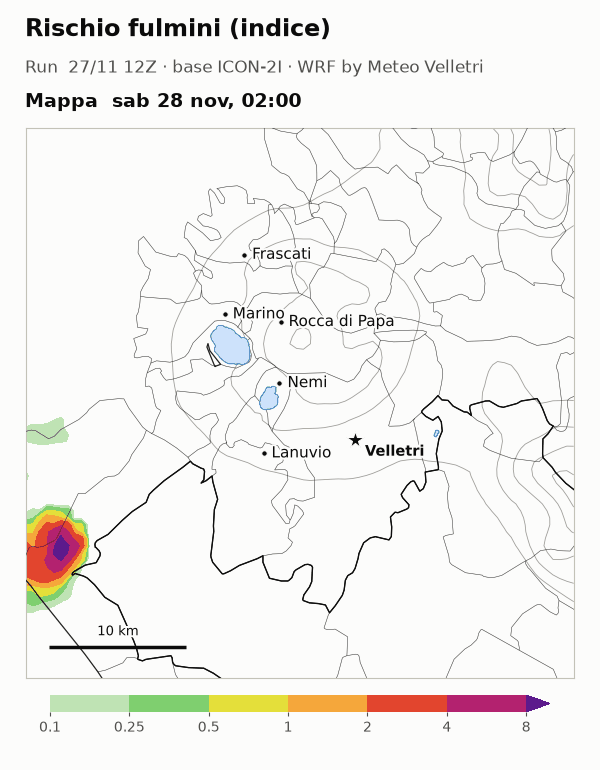 Rischio fulmini (indice)
Run  27/11 12Z · base ICON-2I · WRF by Meteo Velletri
Mappa  sab 28 nov, 02:00
Frascati
Marino
Rocca di Papa
Nemi
Velletri
Lanuvio
10 km
0.1 0.25 0.5 1 2 4 8